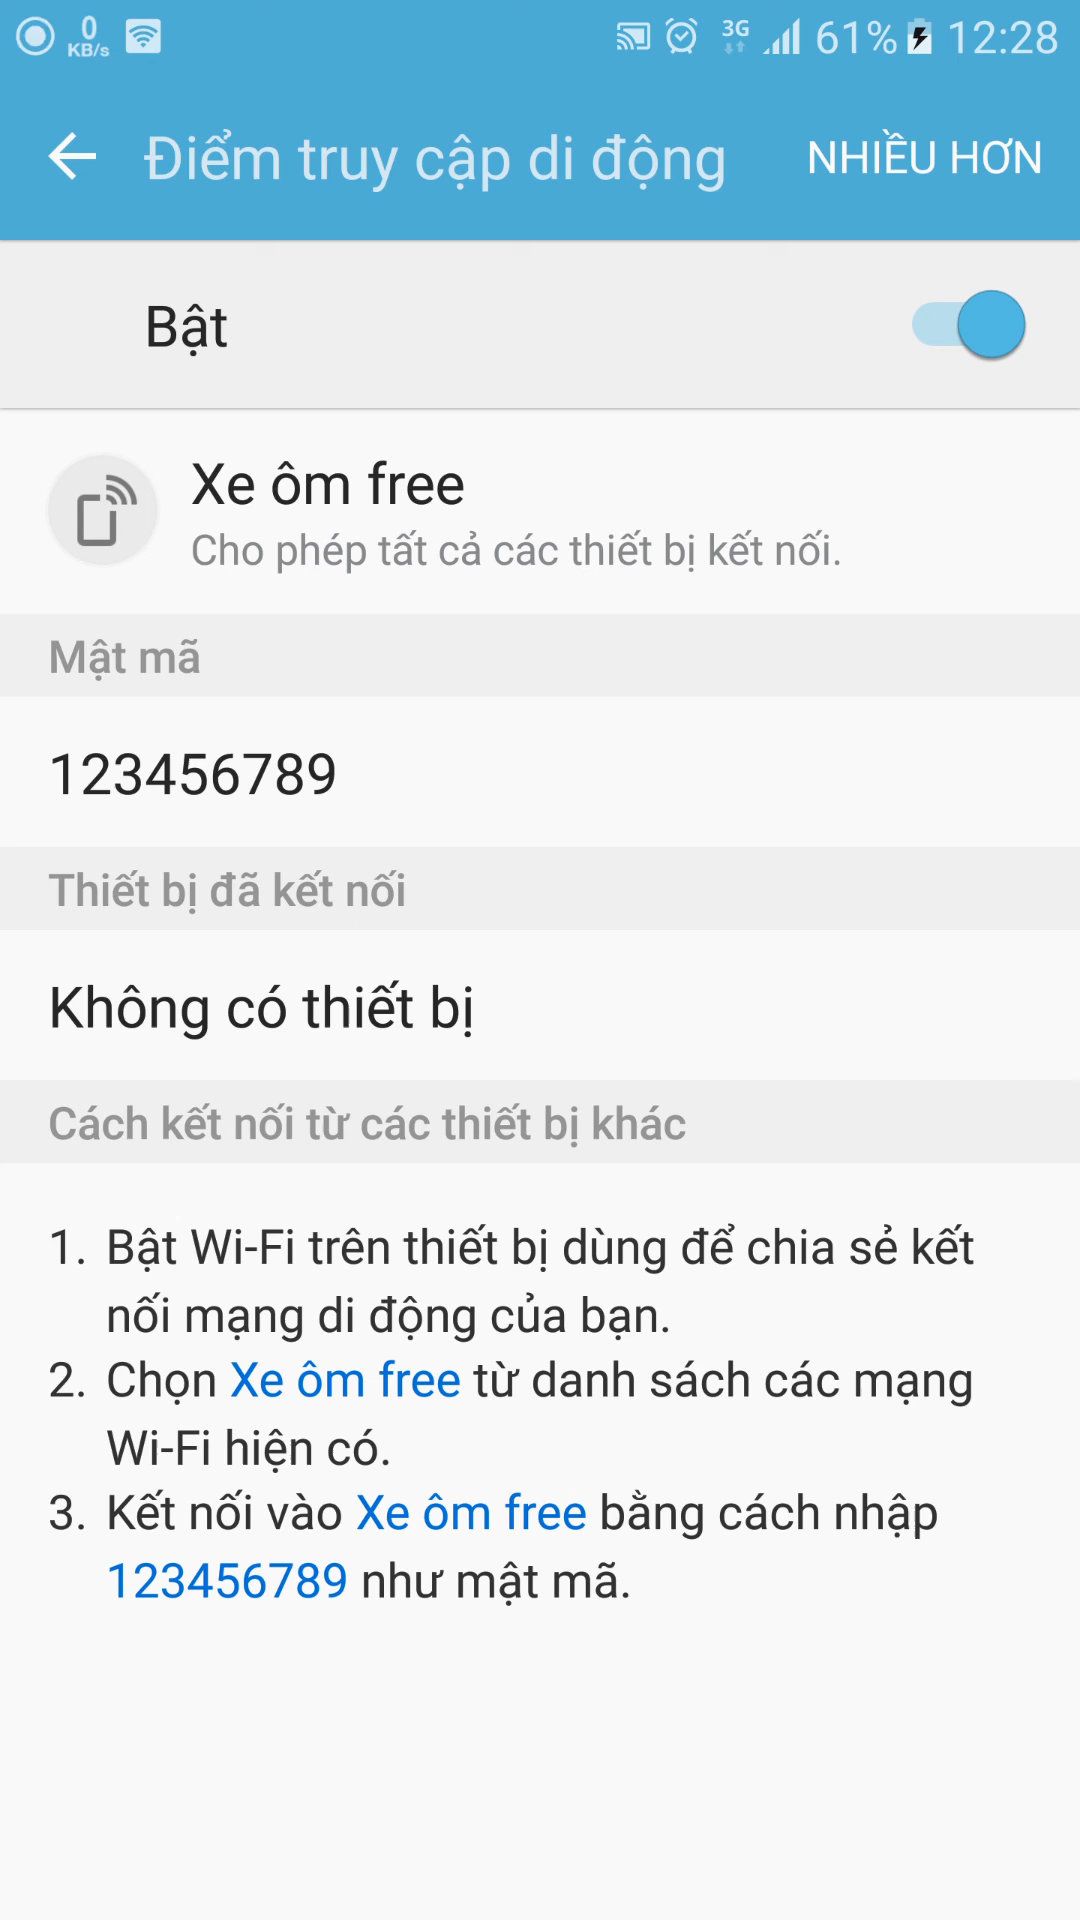 0
KB/s
3G 61% 12:28
Điểm truy cập di động NHIỀU HƠN
Bật
Xe ôm free
Cho phép tất cả các thiết bị kết nối.
Mật mã
123456789
Thiết bị đã kết nối
Không có thiết bị
Cách kết nối từ các thiết bị khác
1. Bật Wi-Fi trên thiết bị dùng để chia sẻ kết
nối mạng di động của bạn.
2. Chọn Xe ôm free từ danh sách các mạng
Wi-Fi hiện có.
3. Kết nối vào Xe ôm free bằng cách nhập
123456789 như mật mã.